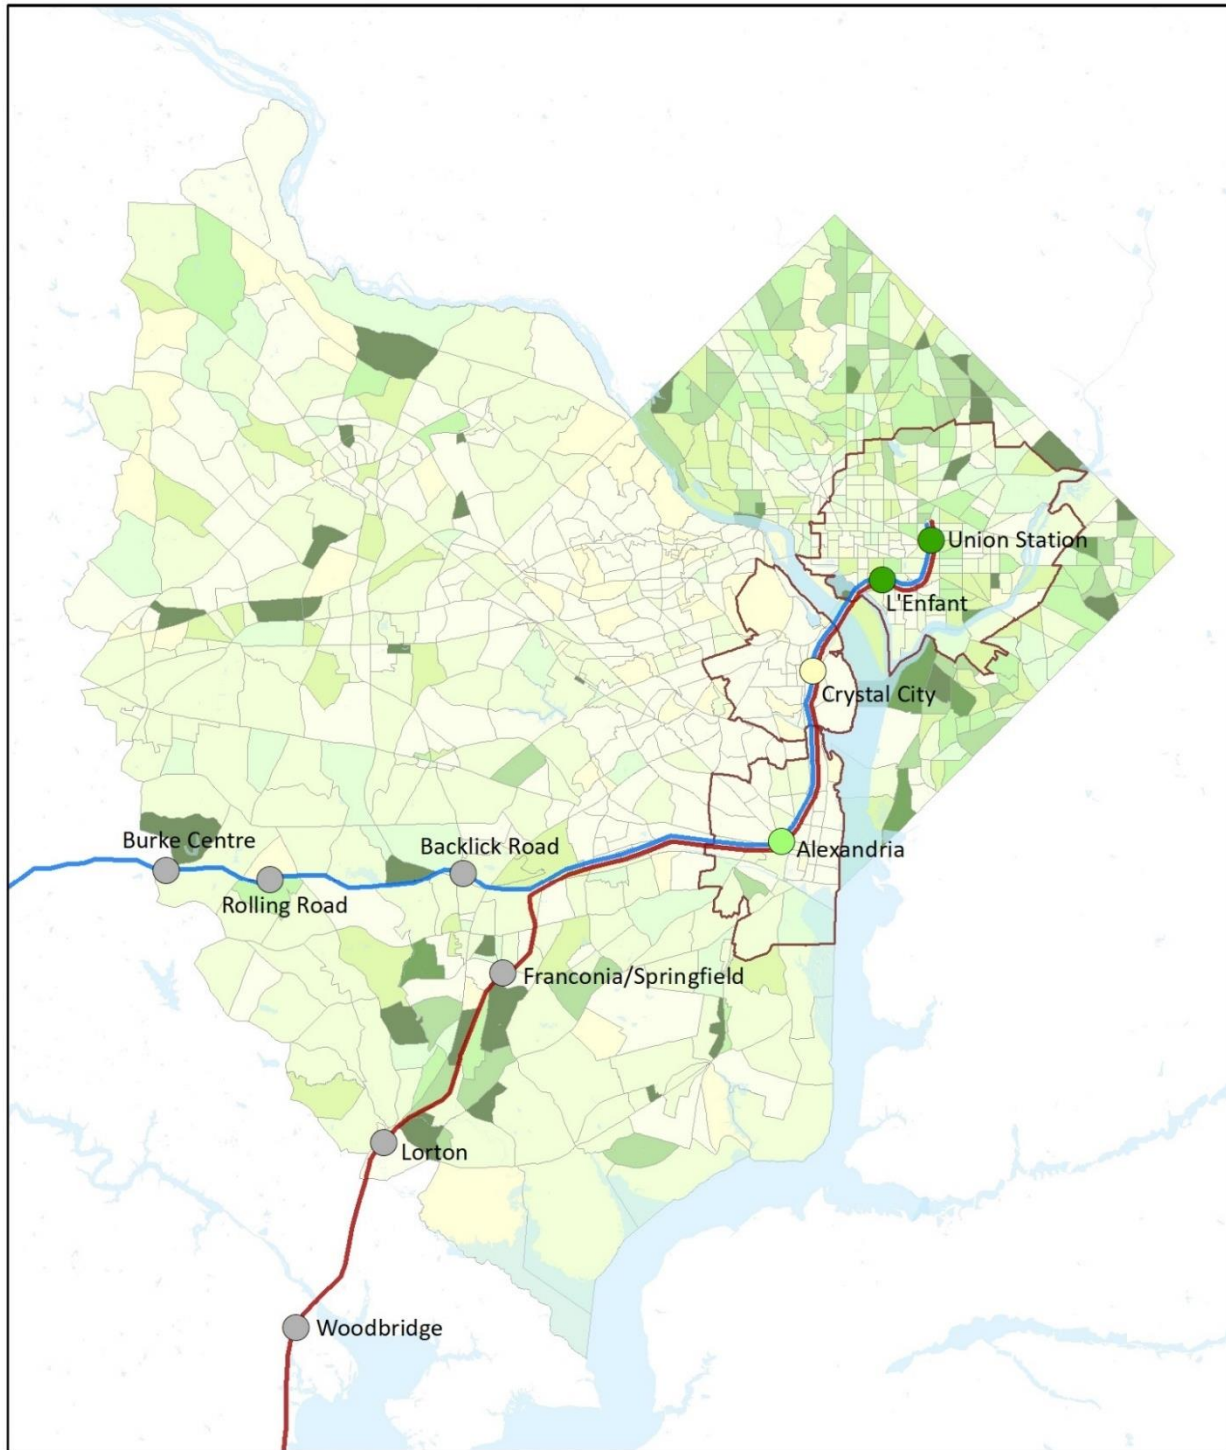 Union Station
L'Enfant
Crystal City
Burke Centre
Backlick Road
Alexandria
Rolling Road
Franconia/Springfield
Lorton
Woodbridge